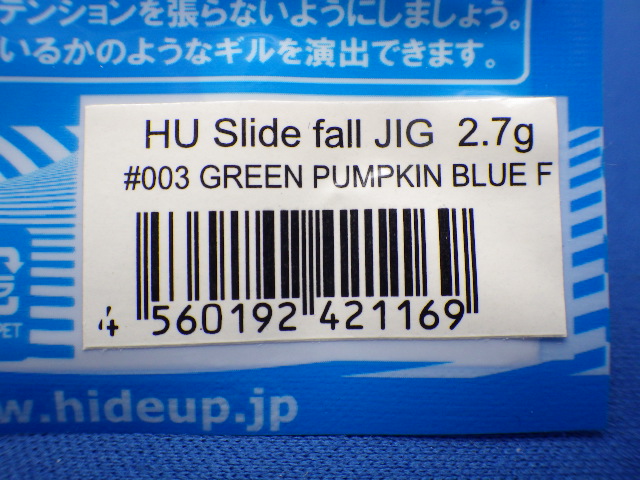 テンションを張らないようにしましょう。
いるかのようなギルを演出できます。
HU Slide fall JIG 2.7g
#003 GREEN PUMPKIN BLUE F
4 560192 421169
PET
w.hideup.jp